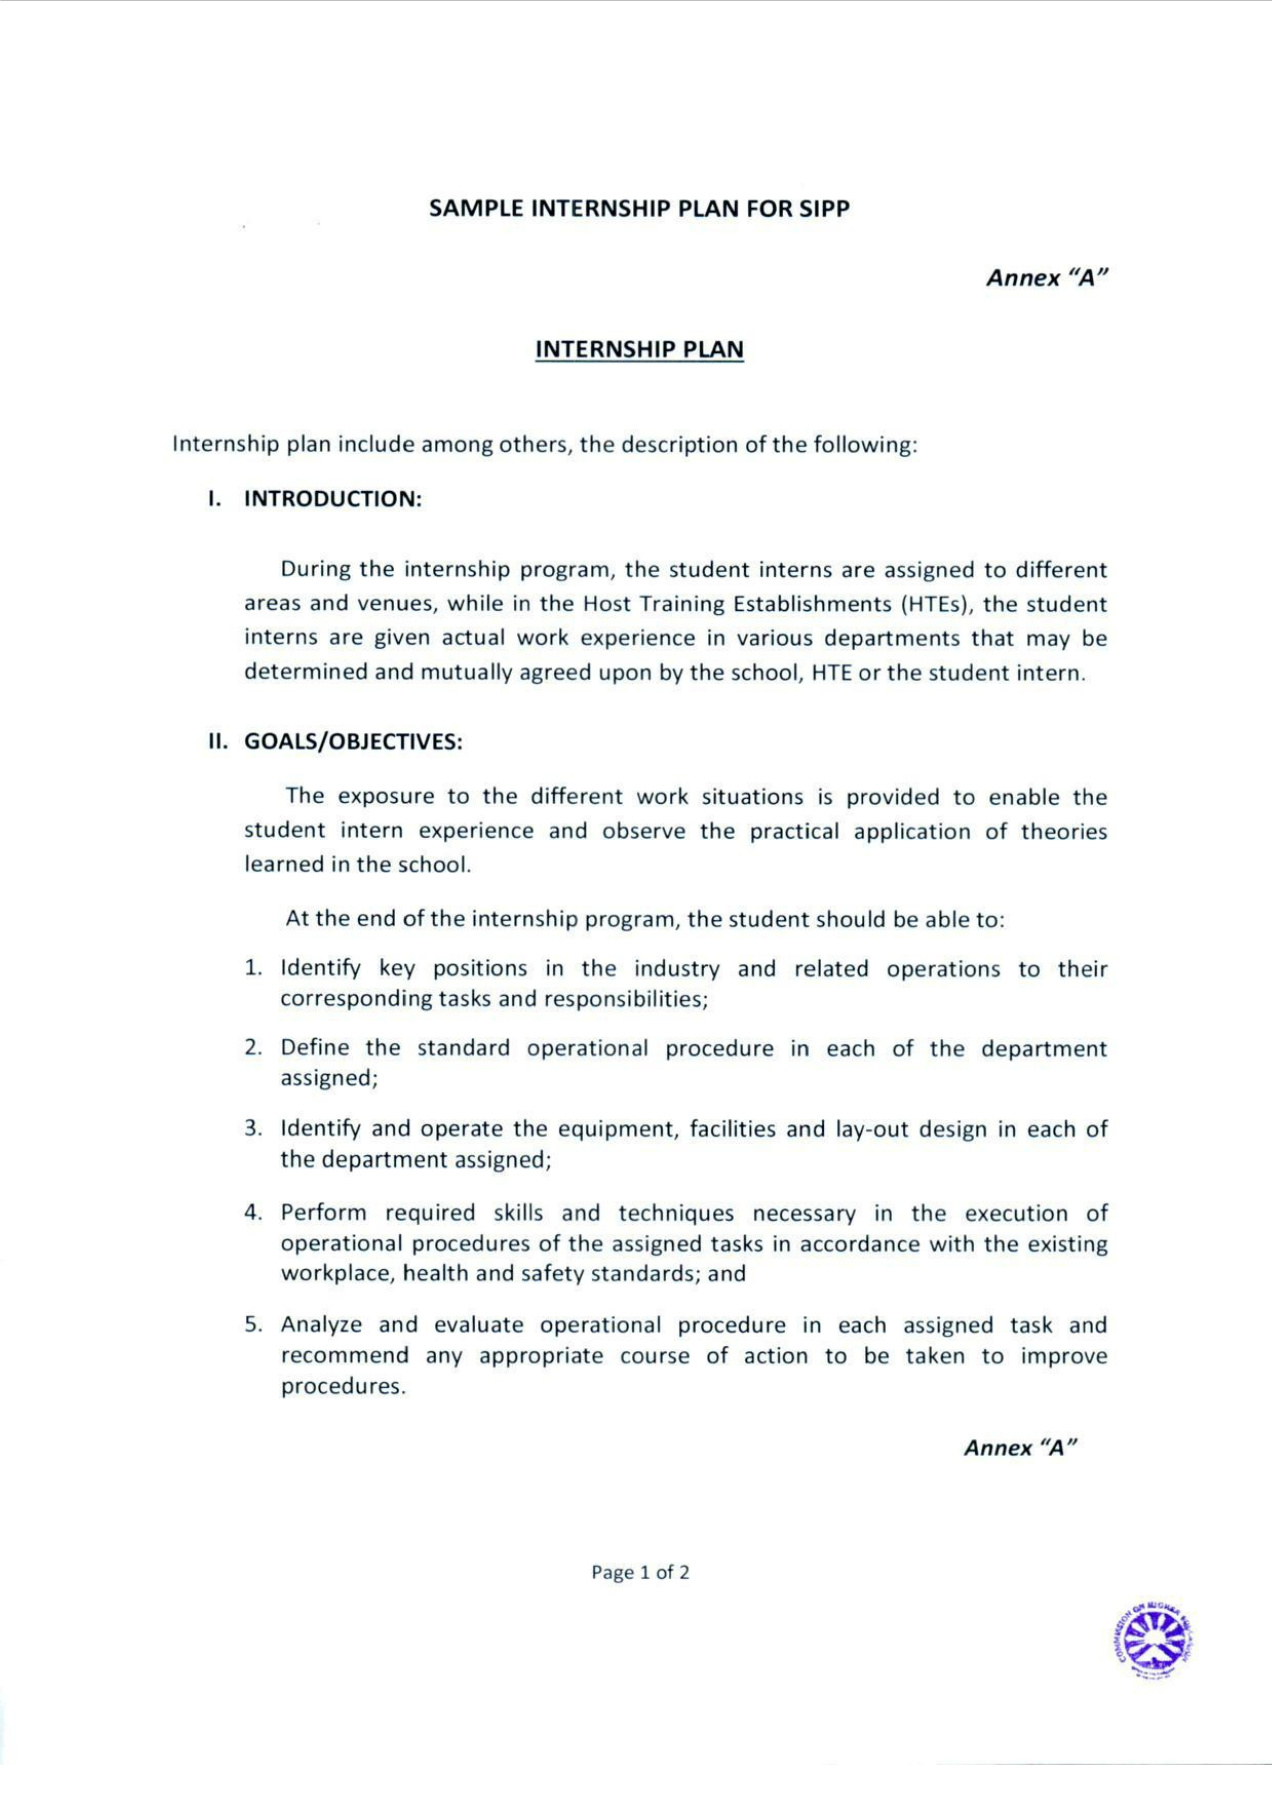 SAMPLE INTERNSHIP PLAN FOR SIPP
Annex “A”
INTERNSHIP PLAN
Internship plan include among others, the description of the following:
I. INTRODUCTION:
During the internship program, the student interns are assigned to different
areas and venues, while in the Host Training Establishments (HTEs), the student
interns are given actual work experience in various departments that may be
determined and mutually agreed upon by the school, HTE or the student intern.
II. GOALS/OBJECTIVES:
The exposure to the different work situations is provided to enable the
student intern experience and observe the practical application of theories
learned in the school.
At the end of the internship program, the student should be able to:
1. Identify key positions in the industry and related operations to their
corresponding tasks and responsibilities;
2. Define the standard operational procedure in each of the department
assigned;
3. Identify and operate the equipment, facilities and lay-out design in each of
the department assigned;
4. Perform required skills and techniques necessary in the execution of
operational procedures of the assigned tasks in accordance with the existing
workplace, health and safety standards; and
5. Analyze and evaluate operational procedure in each assigned task and
recommend any appropriate course of action to be taken to improve
procedures.
Annex “A”
Page 1 of 2
COMMISSION ON HIGHER